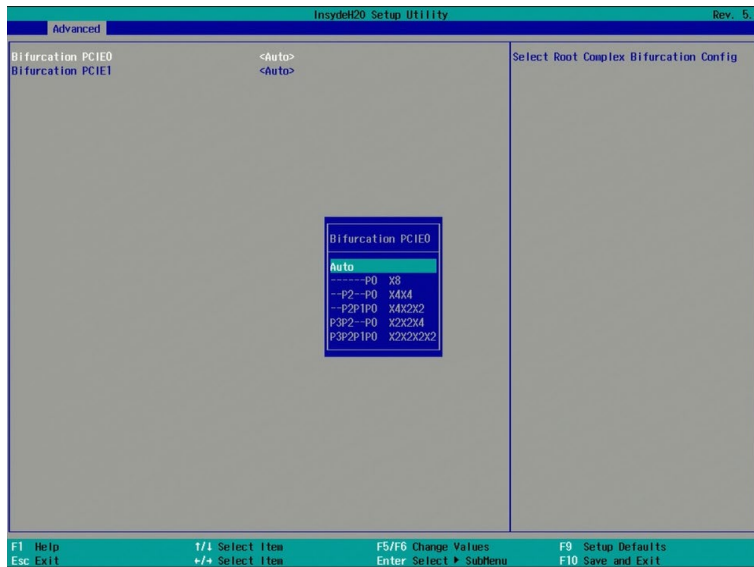 InsydeH20 Setup Utility Rev. 5.
Advanced
Bifurcation PCIE0 <Auto> Select Root Complex Bifurcation Config
Bifurcation PCIE1 <Auto>
Bifurcation PCIE0
Auto
------P0 X8
--P2--P0 X4X4
--P2P1P0 X4X2X2
P3P2--P0 X2X2X4
P3P2P1P0 X2X2X2X2
F1 Help ↑/↓ Select Item F5/F6 Change Values F9 Setup Defaults
Esc Exit ←/→ Select Item Enter Select ▶ SubMenu F10 Save and Exit